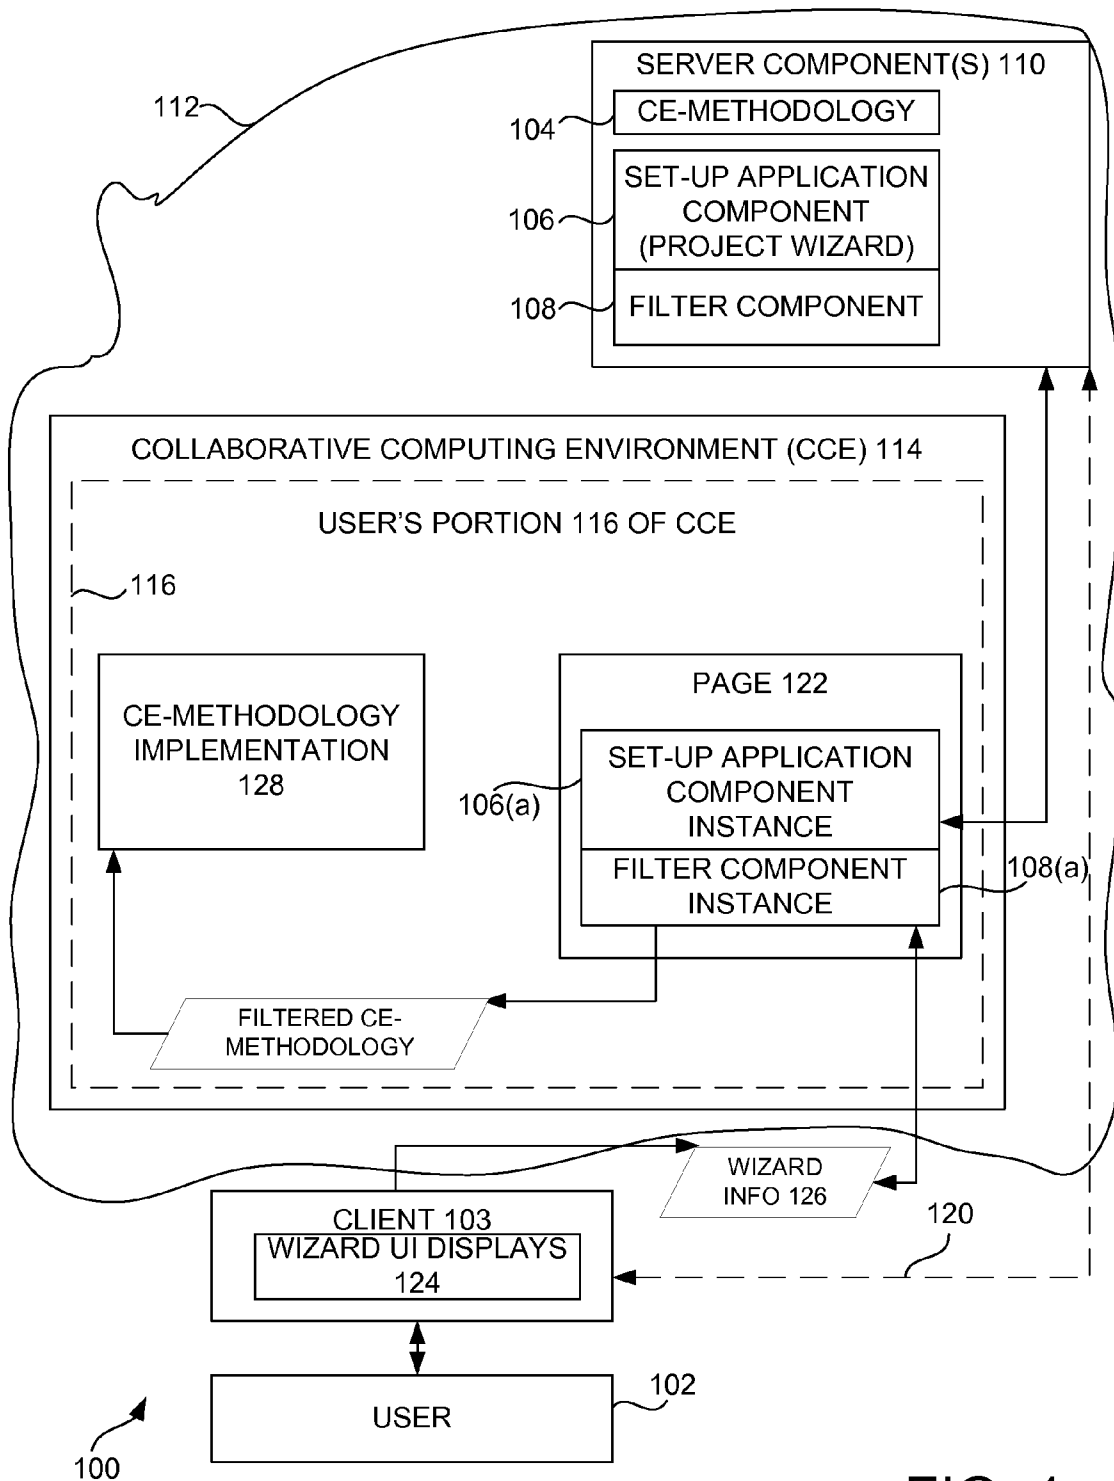 SERVER COMPONENT(S) 110
112
104
CE-METHODOLOGY
106
SET-UP APPLICATION
COMPONENT
(PROJECT WIZARD)
108
FILTER COMPONENT
COLLABORATIVE COMPUTING ENVIRONMENT (CCE) 114
USER'S PORTION 116 OF CCE
116
CE-METHODOLOGY
IMPLEMENTATION
128
PAGE 122
106(a)
SET-UP APPLICATION
COMPONENT
INSTANCE
FILTER COMPONENT
INSTANCE
108(a)
FILTERED CE-
METHODOLOGY
WIZARD
INFO 126
CLIENT 103
WIZARD UI DISPLAYS
124
120
USER
102
100